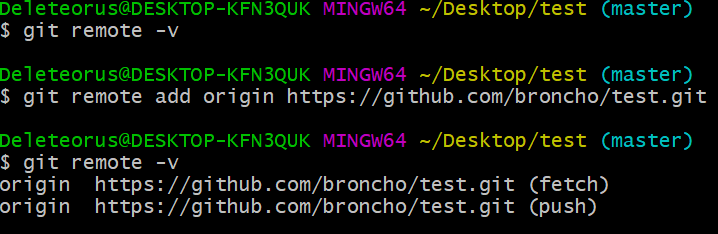 Deleteorus@DESKTOP-KFN3QUK MINGW64 ~/Desktop/test (master)
$ git remote -v
Deleteorus@DESKTOP-KFN3QUK MINGW64 ~/Desktop/test (master)
$ git remote add origin https://github.com/broncho/test.git
Deleteorus@DESKTOP-KFN3QUK MINGW64 ~/Desktop/test (master)
$ git remote -v
origin  https://github.com/broncho/test.git (fetch)
origin  https://github.com/broncho/test.git (push)